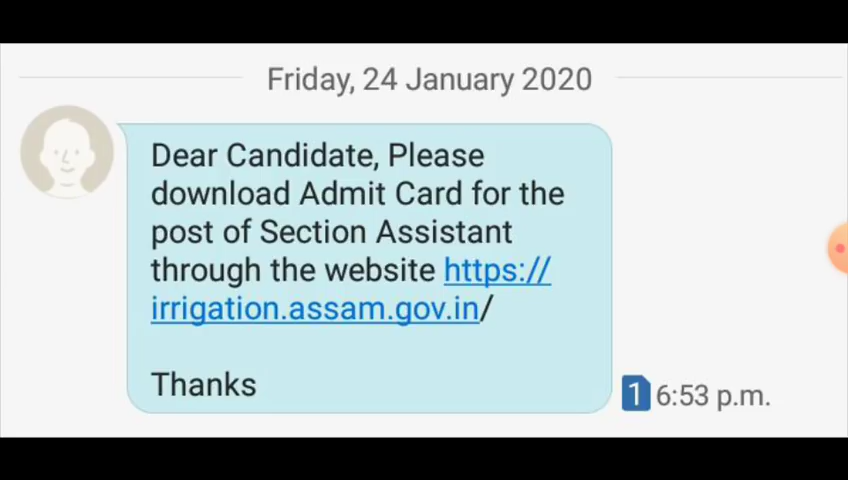 Friday, 24 January 2020
Dear Candidate, Please
download Admit Card for the
post of Section Assistant
through the website https://
irrigation.assam.gov.in/
Thanks
1 6:53 p.m.